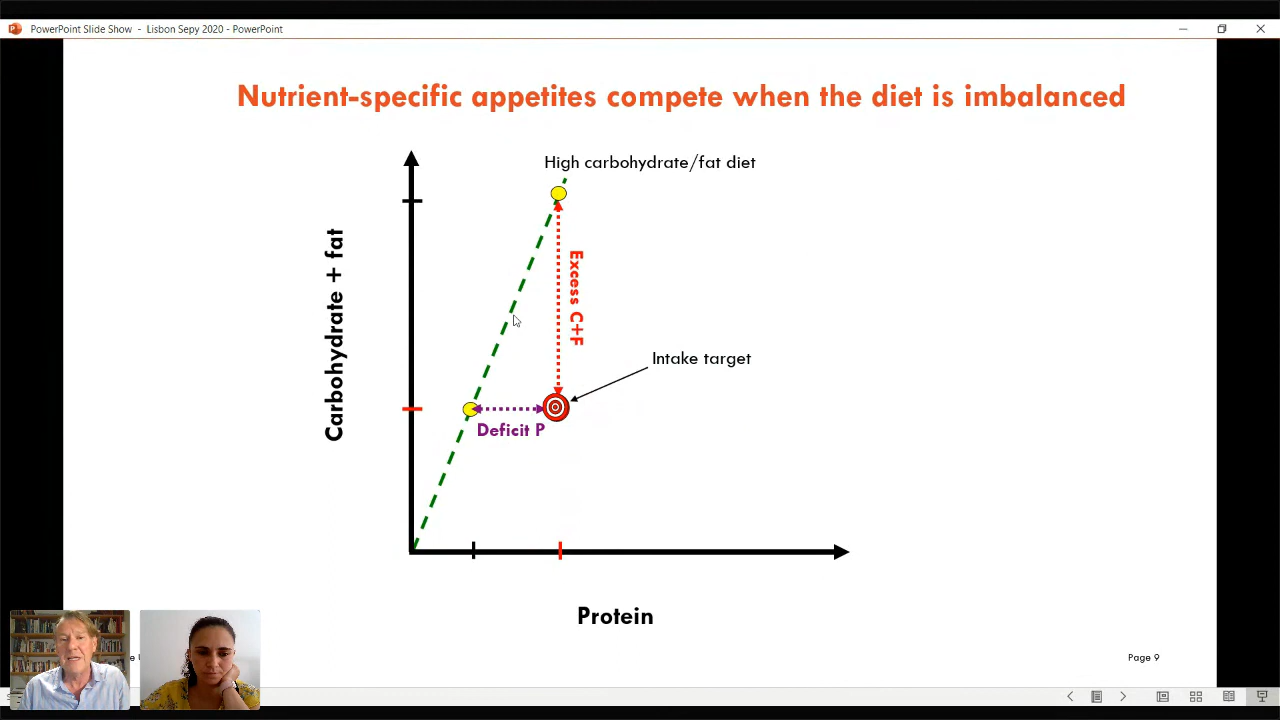 PowerPoint Slide Show - Lisbon Sepy 2020 - PowerPoint
Nutrient-specific appetites compete when the diet is imbalanced
High carbohydrate/fat diet
Carbohydrate + fat
Excess C+F
Intake target
Deficit P
Protein
Page 9